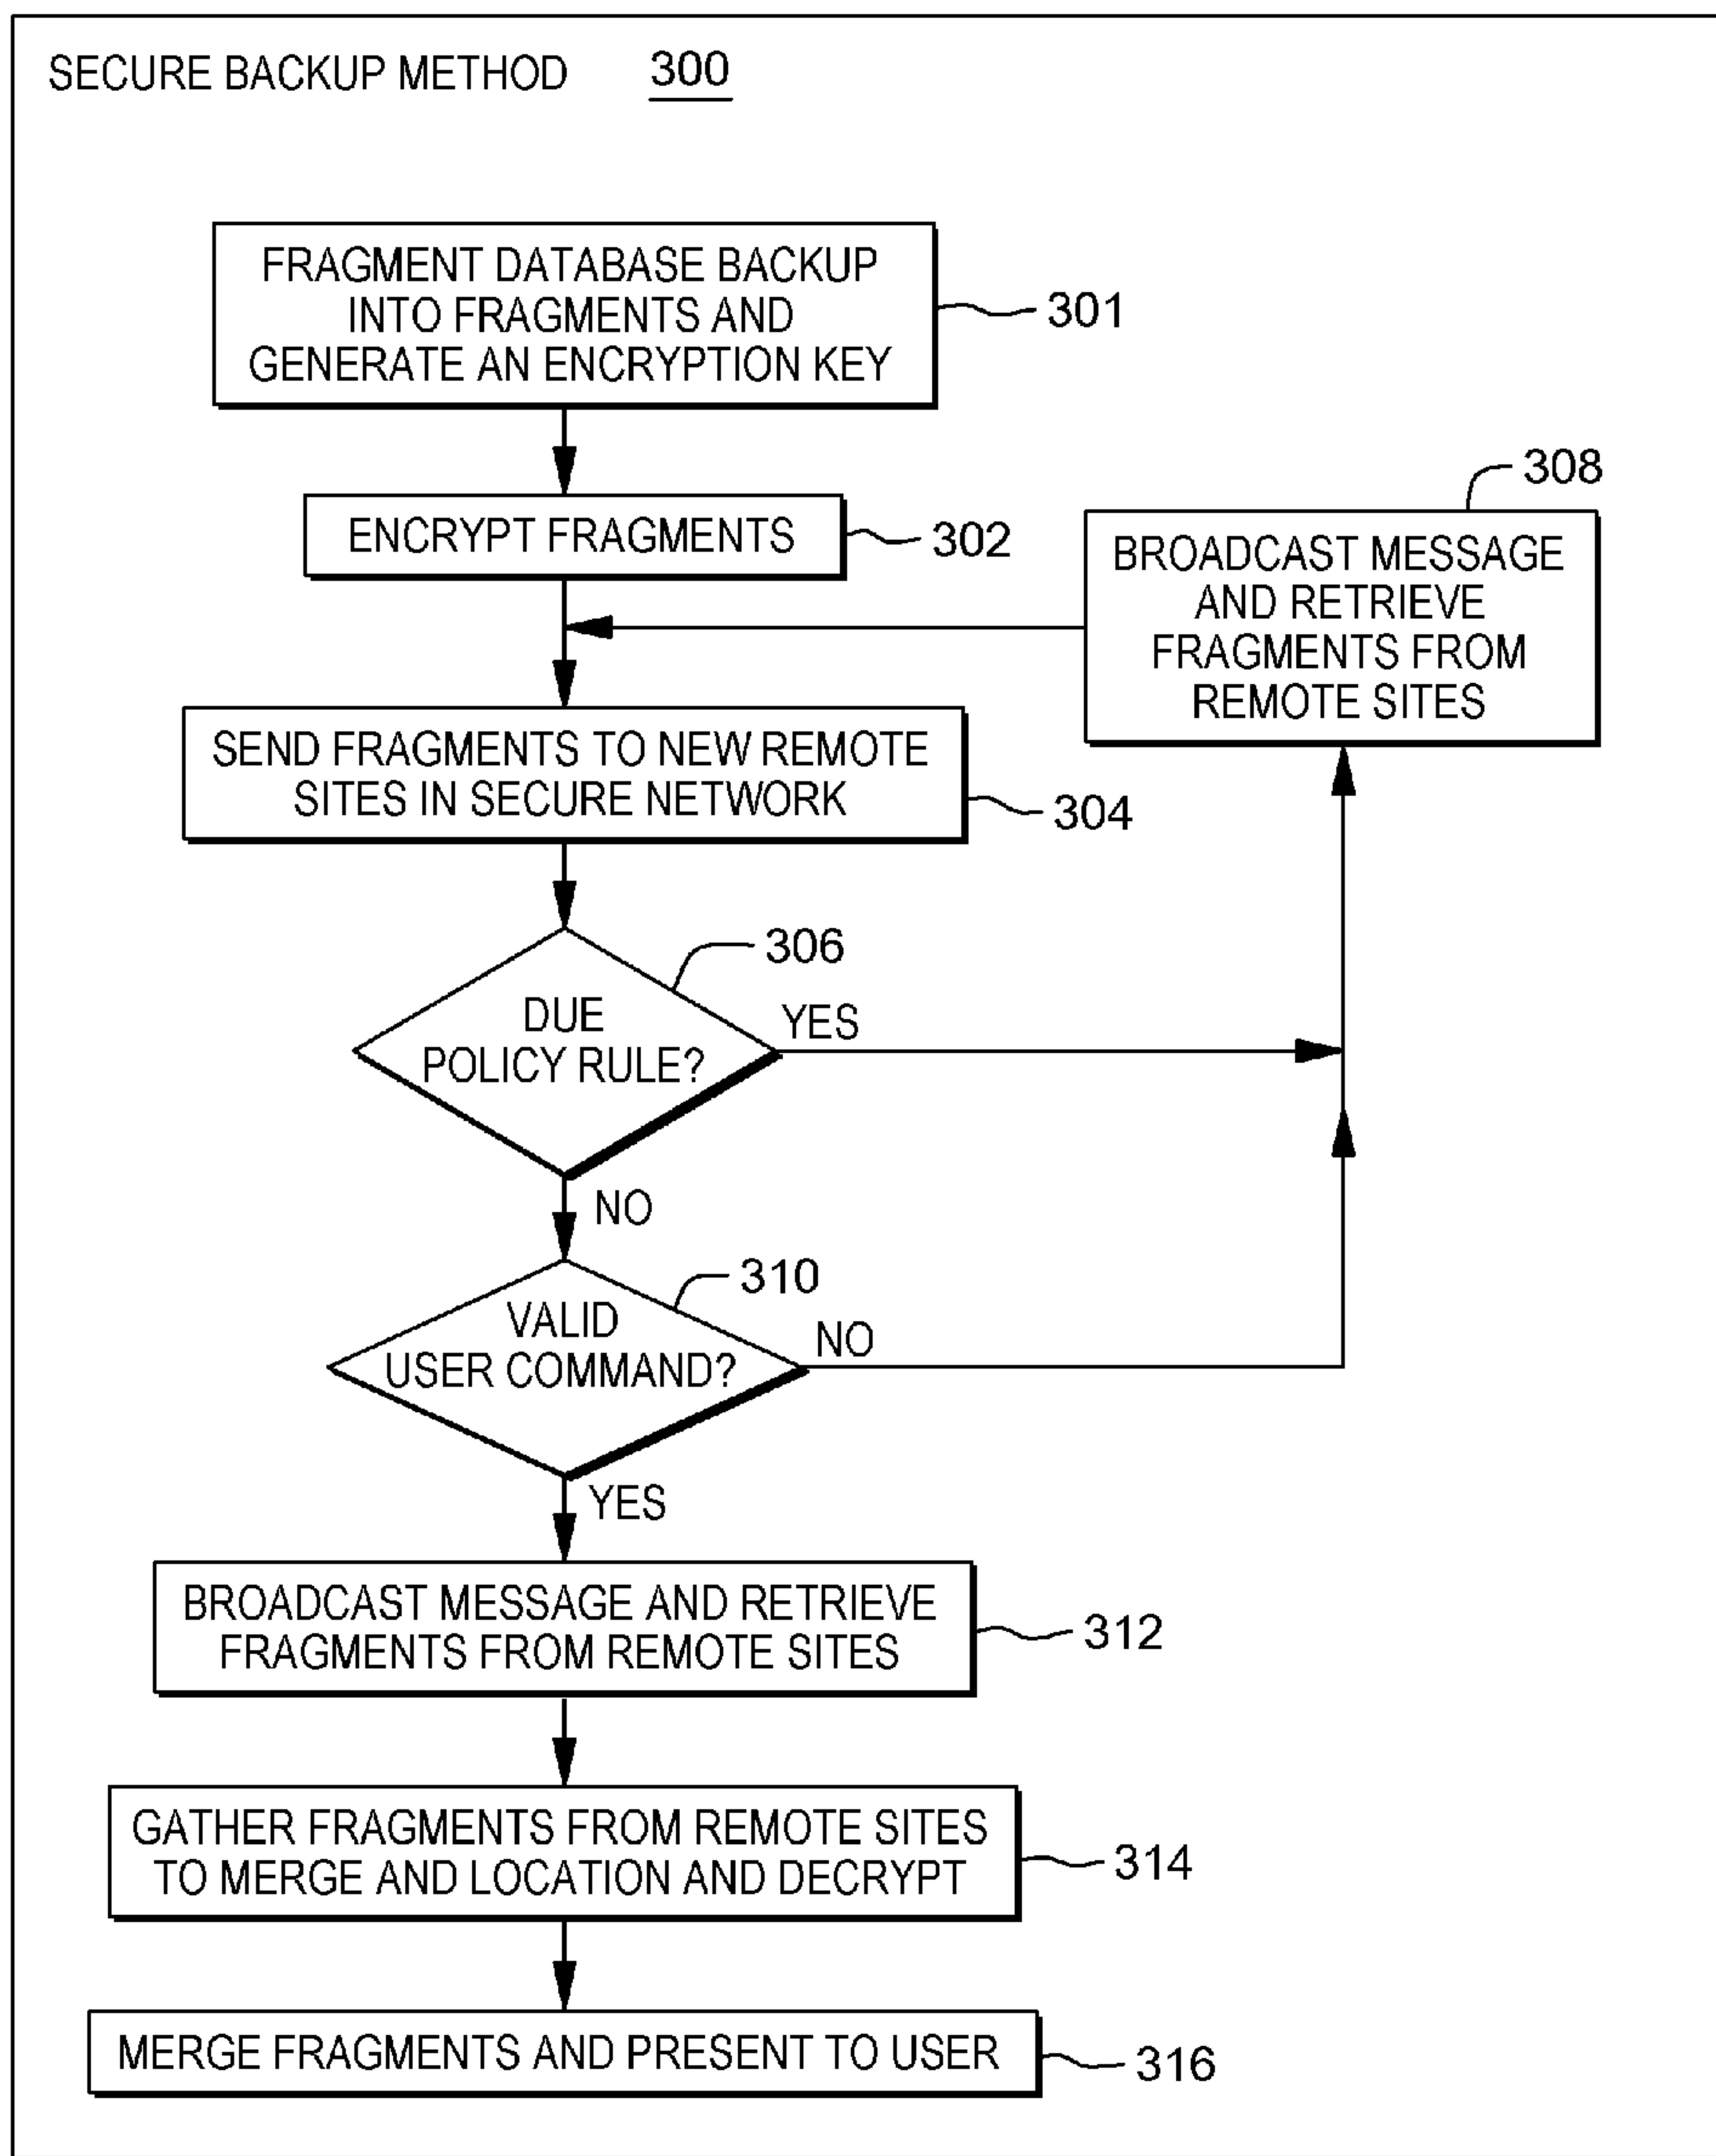 SECURE BACKUP METHOD 300
FRAGMENT DATABASE BACKUP
INTO FRAGMENTS AND
GENERATE AN ENCRYPTION KEY
301
ENCRYPT FRAGMENTS
302
308
BROADCAST MESSAGE
AND RETRIEVE
FRAGMENTS FROM
REMOTE SITES
SEND FRAGMENTS TO NEW REMOTE
SITES IN SECURE NETWORK
304
306
DUE
POLICY RULE?
YES
NO
310
VALID
USER COMMAND?
NO
YES
BROADCAST MESSAGE AND RETRIEVE
FRAGMENTS FROM REMOTE SITES
312
GATHER FRAGMENTS FROM REMOTE SITES
TO MERGE AND LOCATION AND DECRYPT
314
MERGE FRAGMENTS AND PRESENT TO USER
316